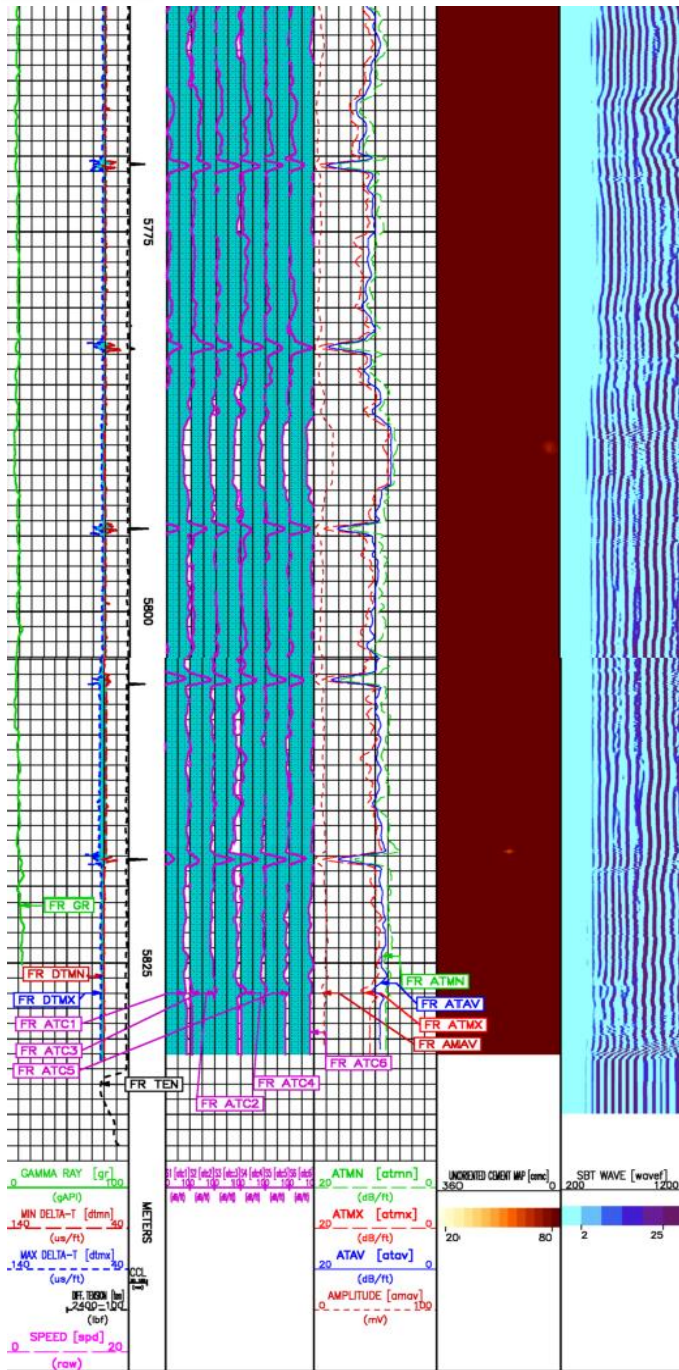 5775
5800
5825
FR GR
FR DTMN
FR DTMX
FR ATC1
FR ATC3
FR ATC5
FR TEN
FR ATC2
FR ATC4
FR ATC6
FR ATMN
FR ATAV
FR ATMX
FR AMAV
GAMMA RAY [gr]
0 100
(gAPI)
MIN DELTA-T [dtmn]
140 40
(us/ft)
MAX DELTA-T [dtmx]
140 40
(us/ft)
DIFF. TENSION
2400-100
(lbf)
SPEED [spd]
0 20
(raw)
METERS
CCL
ATMN [atmn]
20 0
(dB/ft)
ATMX [atmx]
20 0
(dB/ft)
ATAV [atav]
20 0
(dB/ft)
AMPLITUDE [amav]
0 100
(mV)
UNORIENTED CEMENT MAP
360 0
20 80
SBT WAVE [wavef]
200 1200
2 25